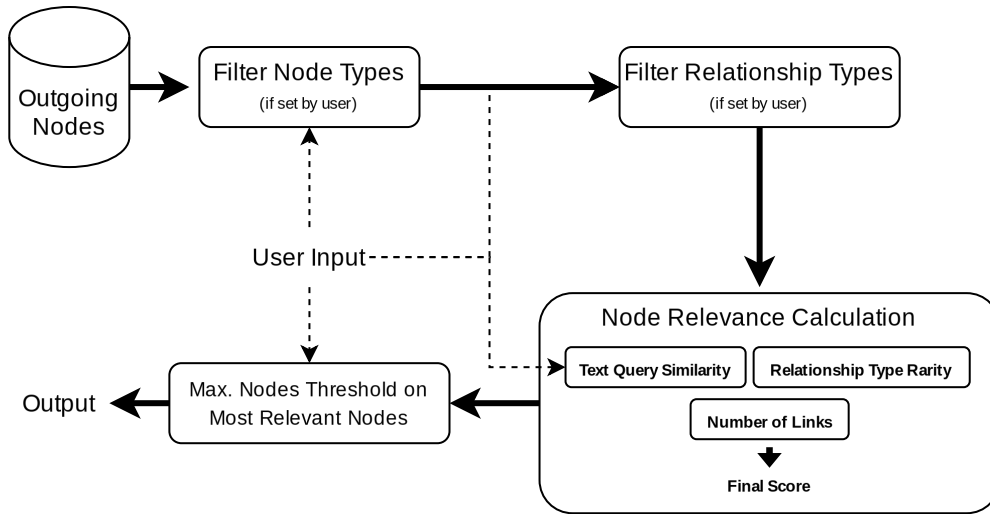 Outgoing
Nodes
Filter Node Types
(if set by user)
Filter Relationship Types
(if set by user)
User Input
Node Relevance Calculation
Text Query Similarity
Relationship Type Rarity
Number of Links
Final Score
Max. Nodes Threshold on
Most Relevant Nodes
Output